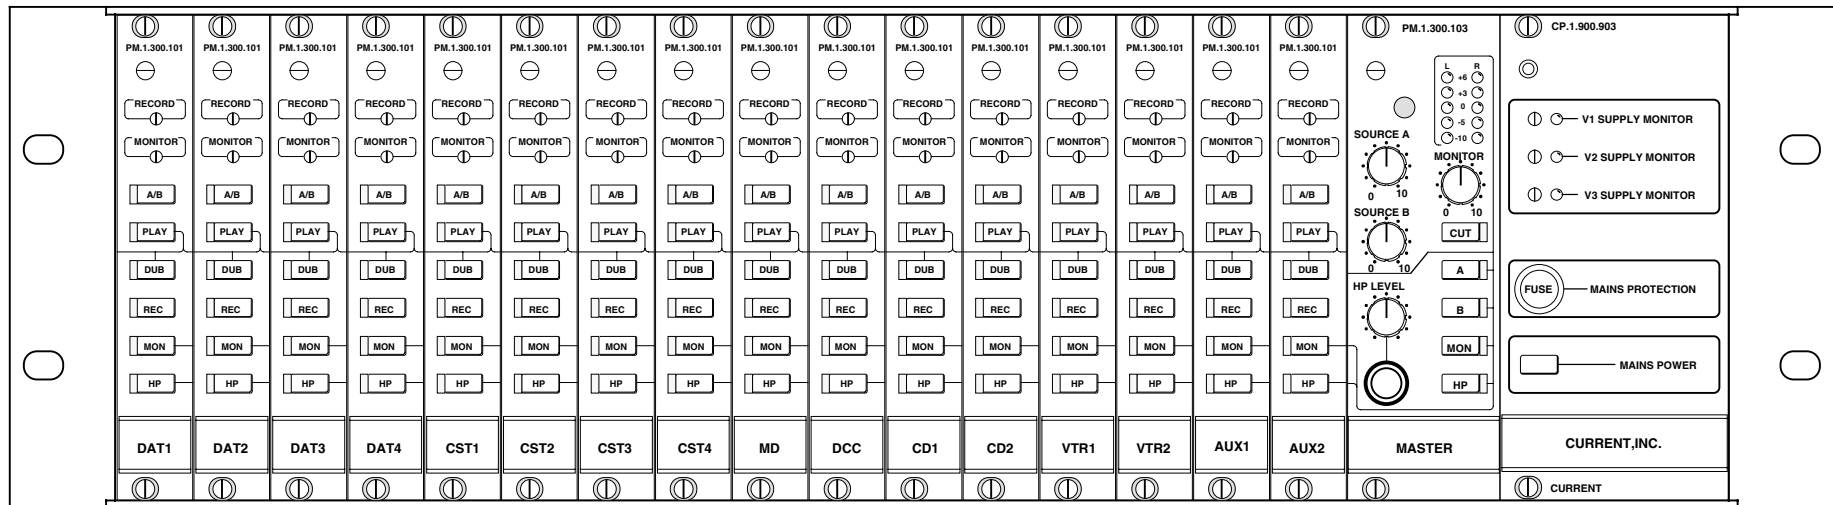 PM.1.300.101 PM.1.300.101 PM.1.300.101 PM.1.300.101 PM.1.300.101 PM.1.300.101 PM.1.300.101 PM.1.300.101 PM.1.300.101 PM.1.300.101 PM.1.300.101 PM.1.300.101 PM.1.300.101 PM.1.300.101 PM.1.300.101 PM.1.300.101 PM.1.300.103 CP.1.900.903
L R
+6
+3
RECORD RECORD RECORD RECORD RECORD RECORD RECORD RECORD RECORD RECORD RECORD RECORD RECORD RECORD RECORD RECORD 0
-5 V1 SUPPLY MONITOR
SOURCE A -10
MONITOR MONITOR MONITOR MONITOR MONITOR MONITOR MONITOR MONITOR MONITOR MONITOR MONITOR MONITOR MONITOR MONITOR MONITOR MONITOR
MONITOR V2 SUPPLY MONITOR
A/B A/B A/B A/B A/B A/B A/B A/B A/B A/B A/B A/B A/B A/B A/B A/B 0 10 V3 SUPPLY MONITOR
SOURCE B 0 10
PLAY PLAY PLAY PLAY PLAY PLAY PLAY PLAY PLAY PLAY PLAY PLAY PLAY PLAY PLAY PLAY CUT
DUB DUB DUB DUB DUB DUB DUB DUB DUB DUB DUB DUB DUB DUB DUB DUB 0 10 A
HP LEVEL FUSE MAINS PROTECTION
REC REC REC REC REC REC REC REC REC REC REC REC REC REC REC REC B
MON MON MON MON MON MON MON MON MON MON MON MON MON MON MON MON MON
MAINS POWER
HP HP HP HP HP HP HP HP HP HP HP HP HP HP HP HP HP
DAT1 DAT2 DAT3 DAT4 CST1 CST2 CST3 CST4 MD DCC CD1 CD2 VTR1 VTR2 AUX1 AUX2 MASTER CURRENT,INC.
CURRENT